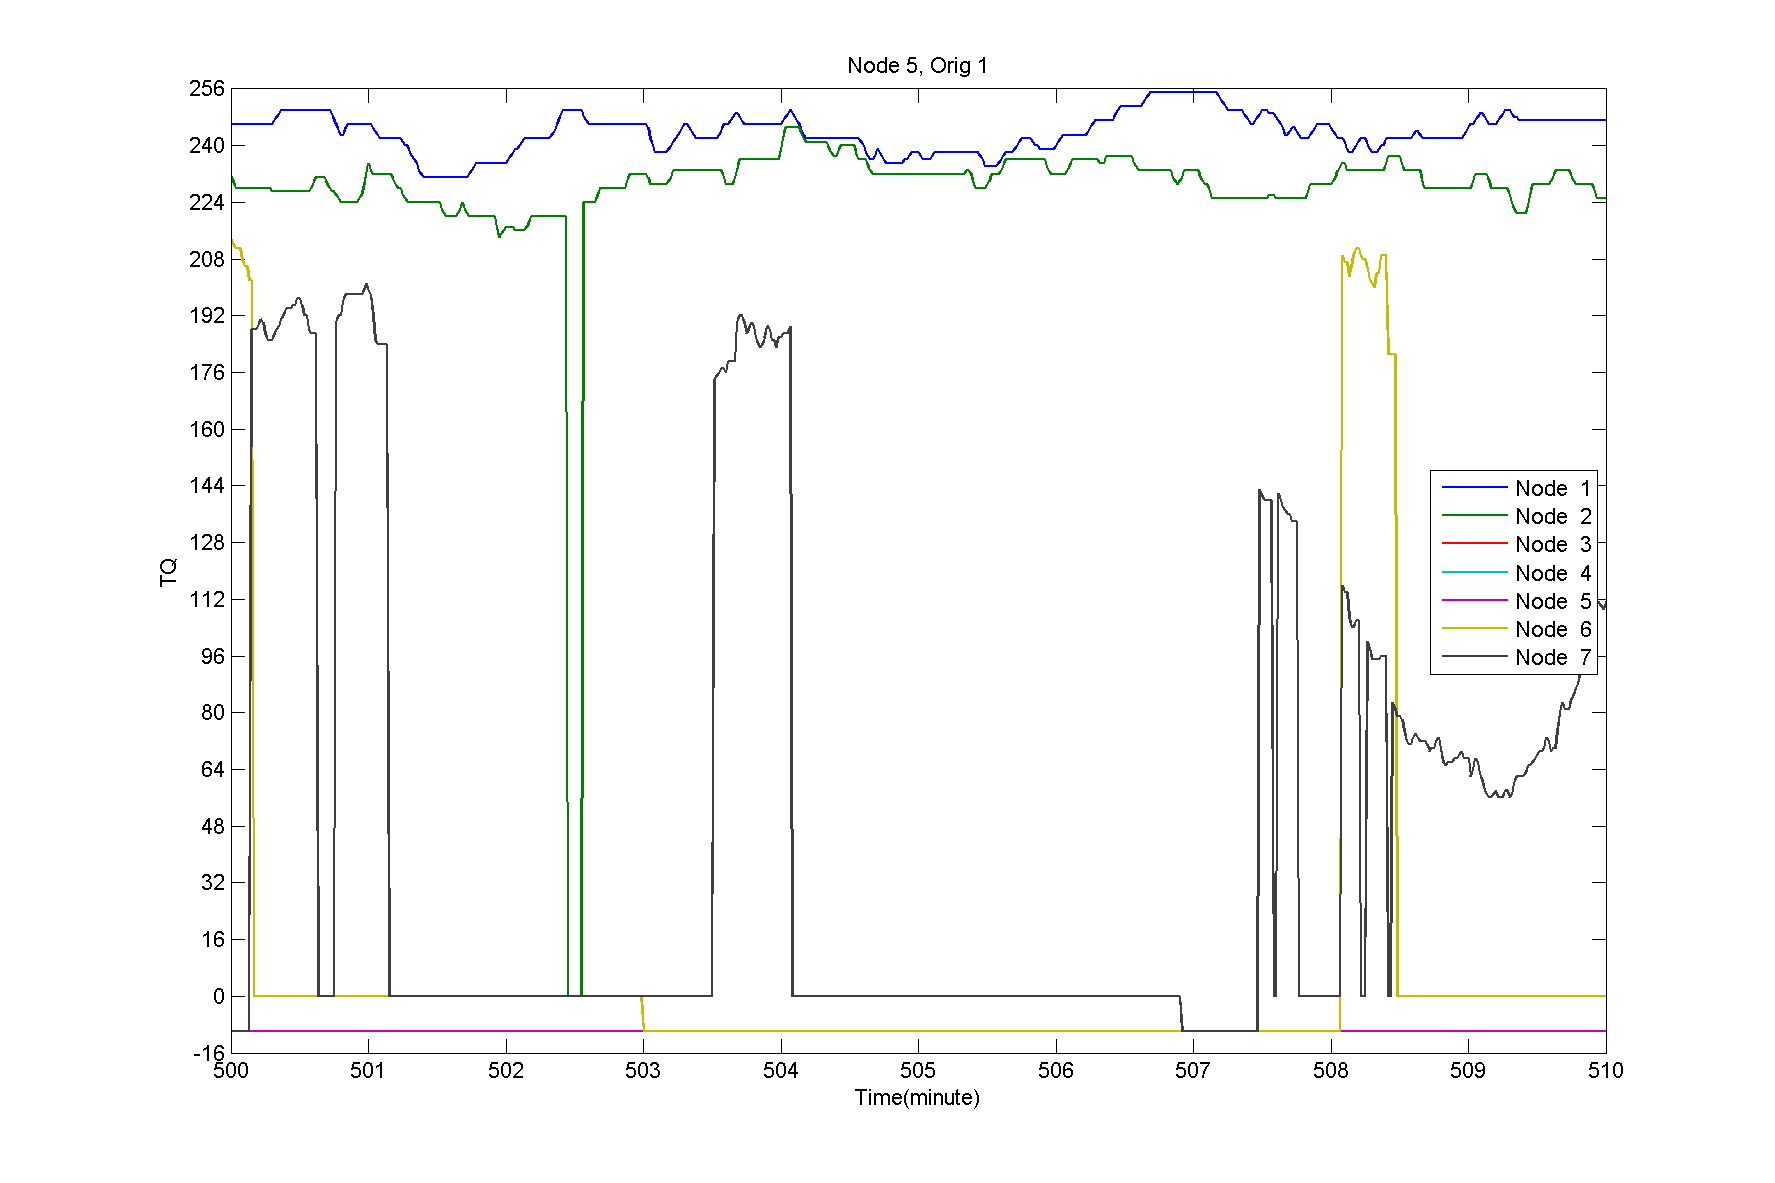 Node 5, Orig 1
256
240
224
208
192
176
160
144
128
112
96
80
64
48
32
16
0
-16
TQ
Node 1
Node 2
Node 3
Node 4
Node 5
Node 6
Node 7
500 501 502 503 504 505 506 507 508 509 510
Time(minute)